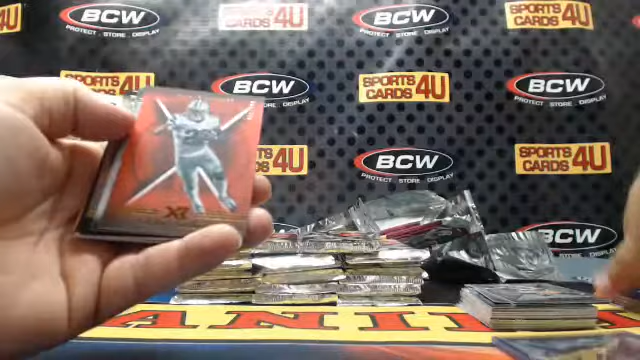 BCW
PROTECT . STORE . DISPLAY
SPORTS
CARDS 4U
BCW
PROTECT . STORE . DISPLAY
SPORTS
CARDS 4U
SPORTS
CARDS 4U
BCW
PROTECT . STORE . DISPLAY
SPORTS
CARDS 4U
BCW
PROTECT . STORE . DISPLAY
4U
BCW
PROTECT . STORE . DISPLAY
SPORTS
CARDS 4U
BCW
DISPLAY
XR
PANINI